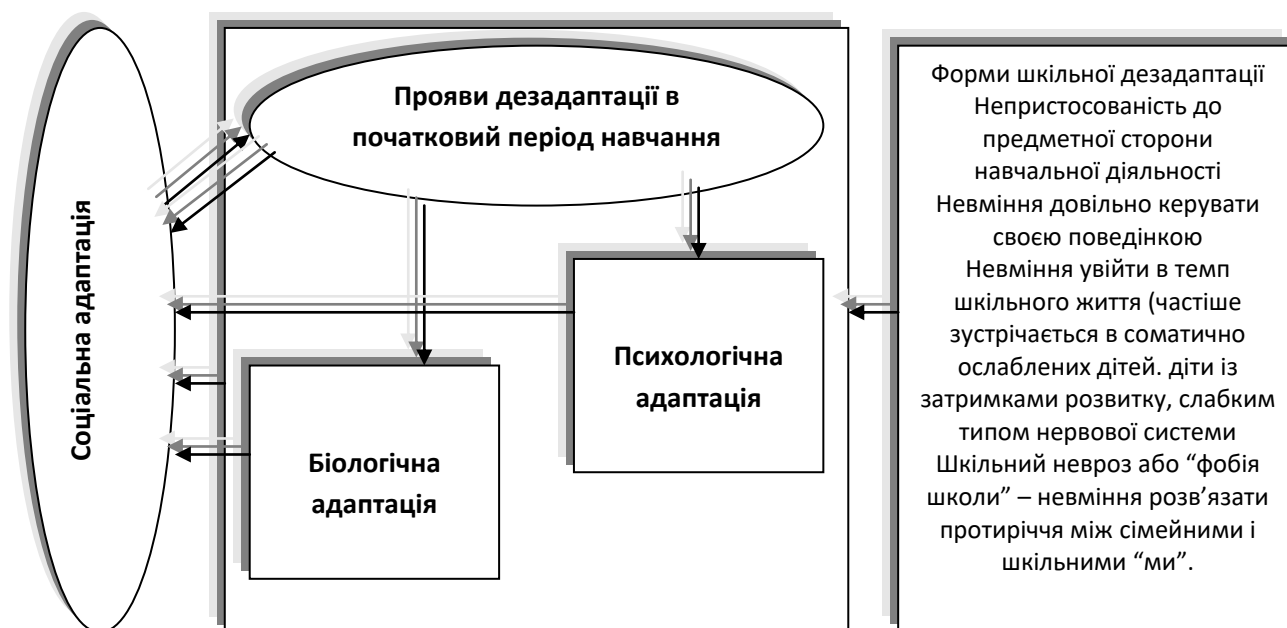 Соціальна адаптація
Прояви дезадаптації в
початковий період навчання
Психологічна
адаптація
Біологічна
адаптація
Форми шкільної дезадаптації
Непристосованість до
предметної сторони
навчальної діяльності
Невміння довільно керувати
своєю поведінкою
Невміння увійти в темп
шкільного життя (частіше
зустрічається в соматично
ослаблених дітей. діти із
затримками розвитку, слабким
типом нервової системи
Шкільний невроз або “фобія
школи” – невміння розв’язати
протиріччя між сімейними і
шкільними “ми”.